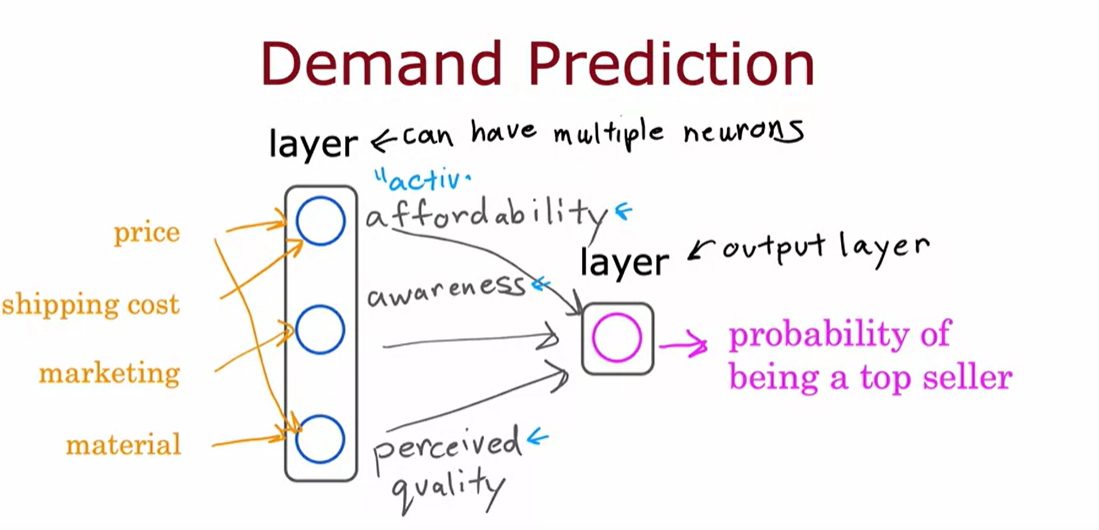 Demand Prediction
layer ← can have multiple neurons
"activ.
price
affordability ←
layer ← output layer
shipping cost
awareness ←
→ probability of
marketing
being a top seller
material
perceived ←
quality